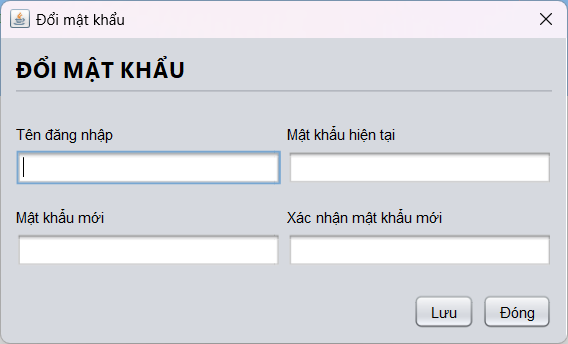 Đổi mật khẩu
ĐỔI MẬT KHẨU
Tên đăng nhập
Mật khẩu hiện tại
Mật khẩu mới
Xác nhận mật khẩu mới
Lưu
Đóng